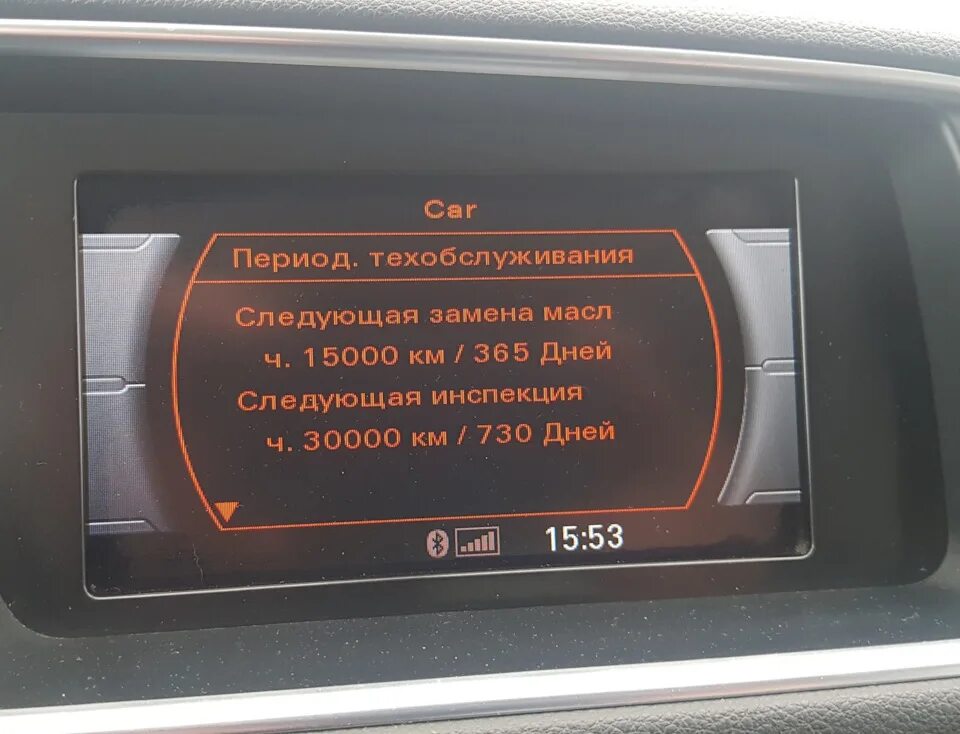 Car
Период. техобслуживания
Следующая замена масл
ч. 15000 км / 365 Дней
Следующая инспекция
ч. 30000 км / 730 Дней
15:53